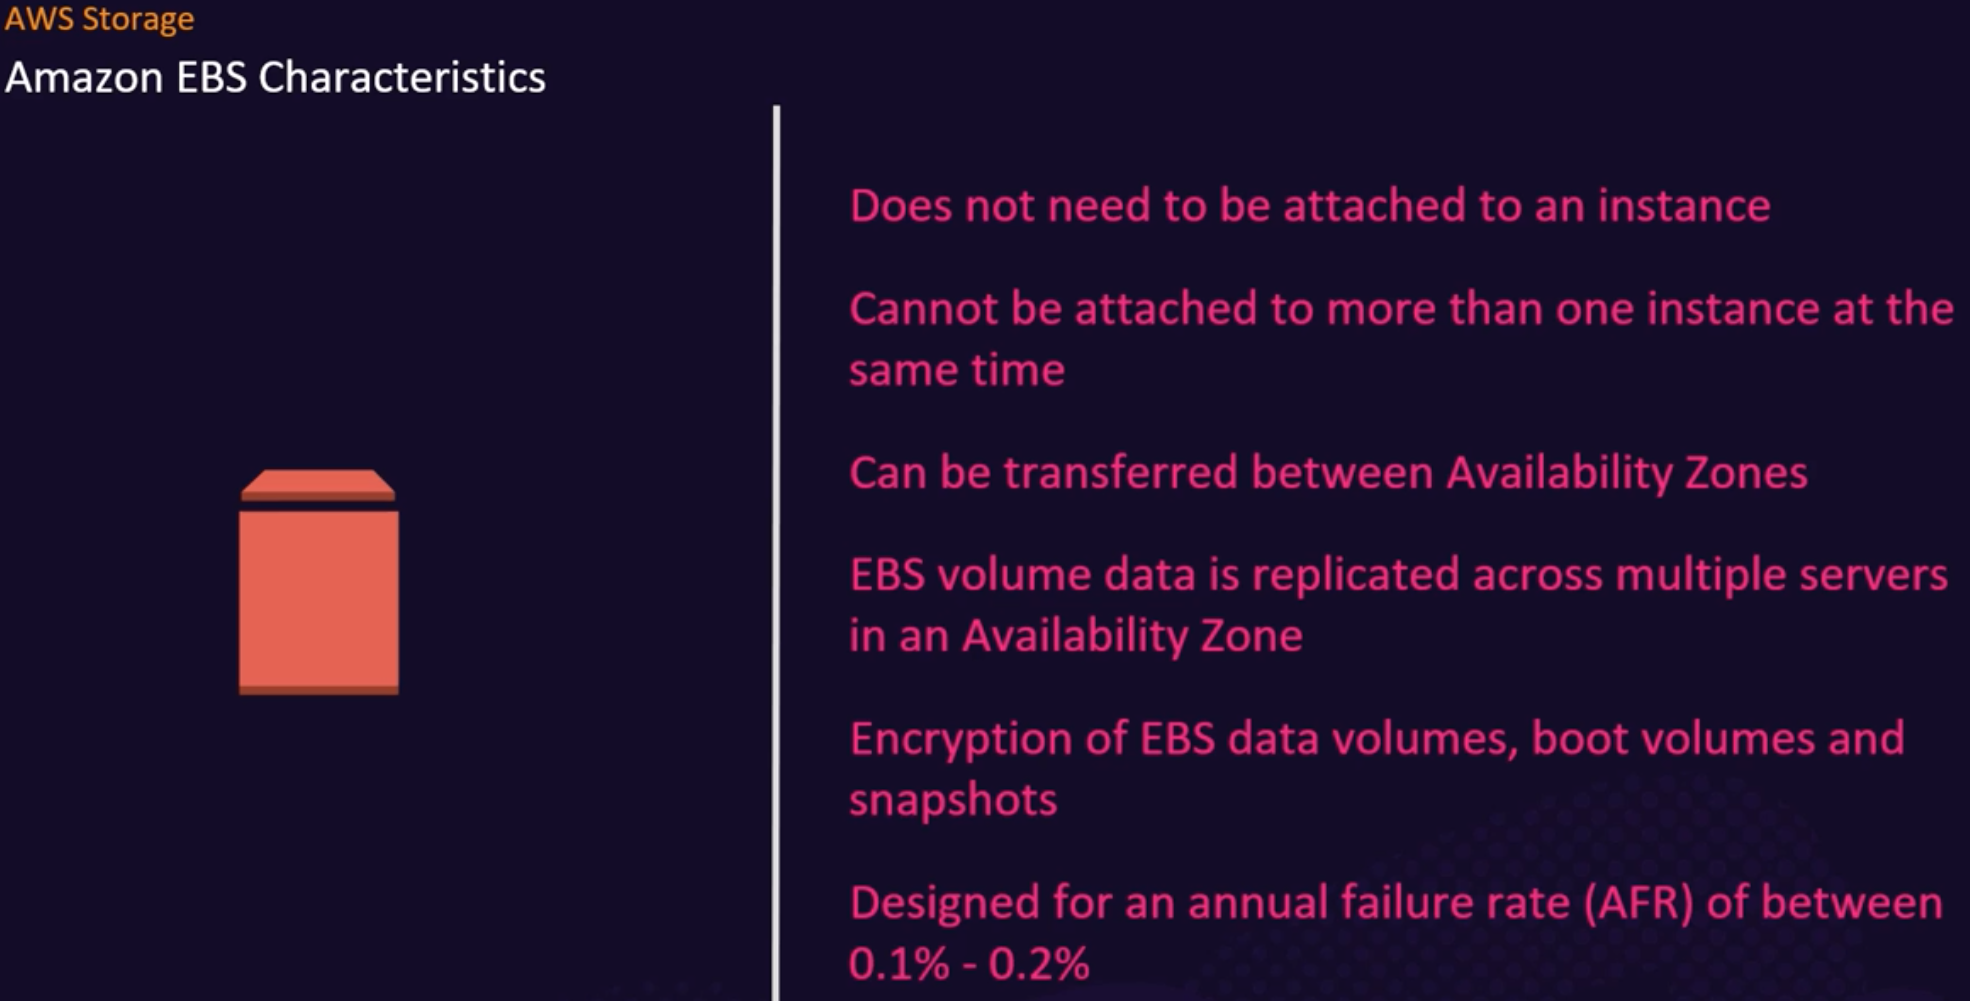 AWS Storage
Amazon EBS Characteristics
Does not need to be attached to an instance
Cannot be attached to more than one instance at the
same time
Can be transferred between Availability Zones
EBS volume data is replicated across multiple servers
in an Availability Zone
Encryption of EBS data volumes, boot volumes and
snapshots
Designed for an annual failure rate (AFR) of between
0.1% - 0.2%